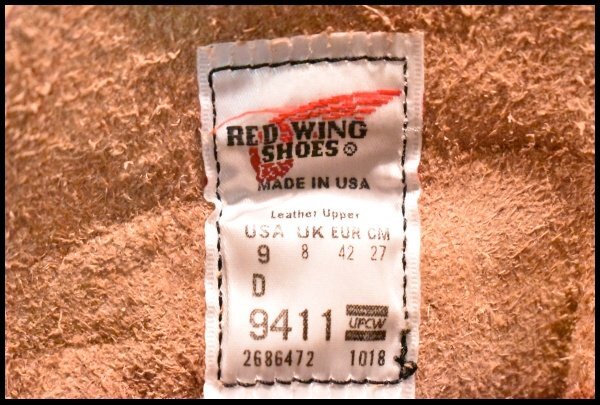 RED WING
SHOES ®
MADE IN USA
Leather Upper
USA UK EUR CM
9 8 42 27
D
9411 UFCW
2686472 1018